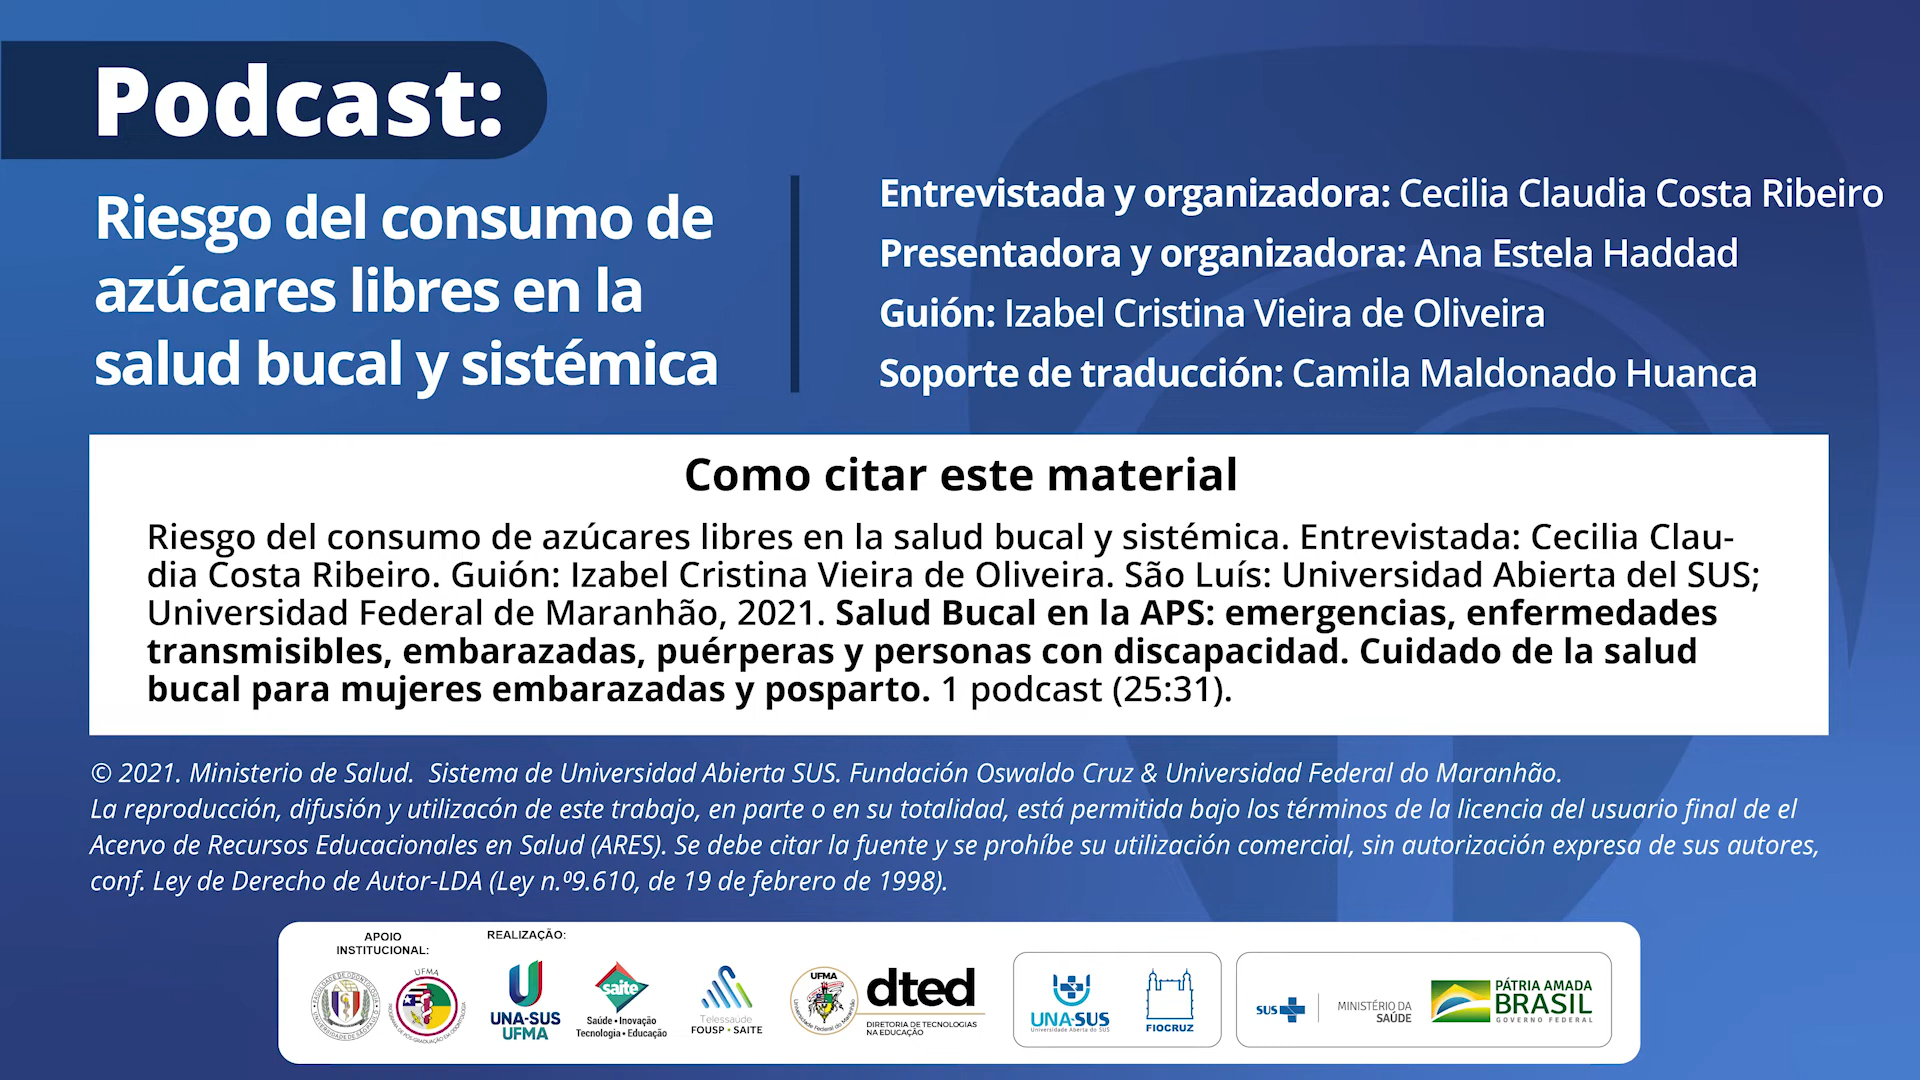 Podcast:
Riesgo del consumo de
azúcares libres en la
salud bucal y sistémica
Entrevistada y organizadora: Cecilia Claudia Costa Ribeiro
Presentadora y organizadora: Ana Estela Haddad
Guión: Izabel Cristina Vieira de Oliveira
Soporte de traducción: Camila Maldonado Huanca
Como citar este material
Riesgo del consumo de azúcares libres en la salud bucal y sistémica. Entrevistada: Cecilia Clau-
dia Costa Ribeiro. Guión: Izabel Cristina Vieira de Oliveira. São Luís: Universidad Abierta del SUS;
Universidad Federal de Maranhão, 2021. Salud Bucal en la APS: emergencias, enfermedades
transmisibles, embarazadas, puérperas y personas con discapacidad. Cuidado de la salud
bucal para mujeres embarazadas y posparto. 1 podcast (25:31).
© 2021. Ministerio de Salud. Sistema de Universidad Abierta SUS. Fundación Oswaldo Cruz & Universidad Federal do Maranhão.
La reproducción, difusión y utilizacón de este trabajo, en parte o en su totalidad, está permitida bajo los términos de la licencia del usuario final de el
Acervo de Recursos Educacionales en Salud (ARES). Se debe citar la fuente y se prohíbe su utilización comercial, sin autorización expresa de sus autores,
conf. Ley de Derecho de Autor-LDA (Ley n.º9.610, de 19 de febrero de 1998).
APOIO
INSTITUCIONAL:
REALIZAÇÃO:
UFMA
UNA-SUS
UFMA
saite
Saúde • Inovação
Tecnologia • Educação
Telessaúde
FOUSP • SAITE
UFMA
Universidade Federal do Maranhão
dted
DIRETORIA DE TECNOLOGIAS
NA EDUCAÇÃO
UNA-SUS
Universidade Aberta do SUS
FIOCRUZ
SUS
MINISTÉRIO DA
SAÚDE
PÁTRIA AMADA
BRASIL
GOVERNO FEDERAL